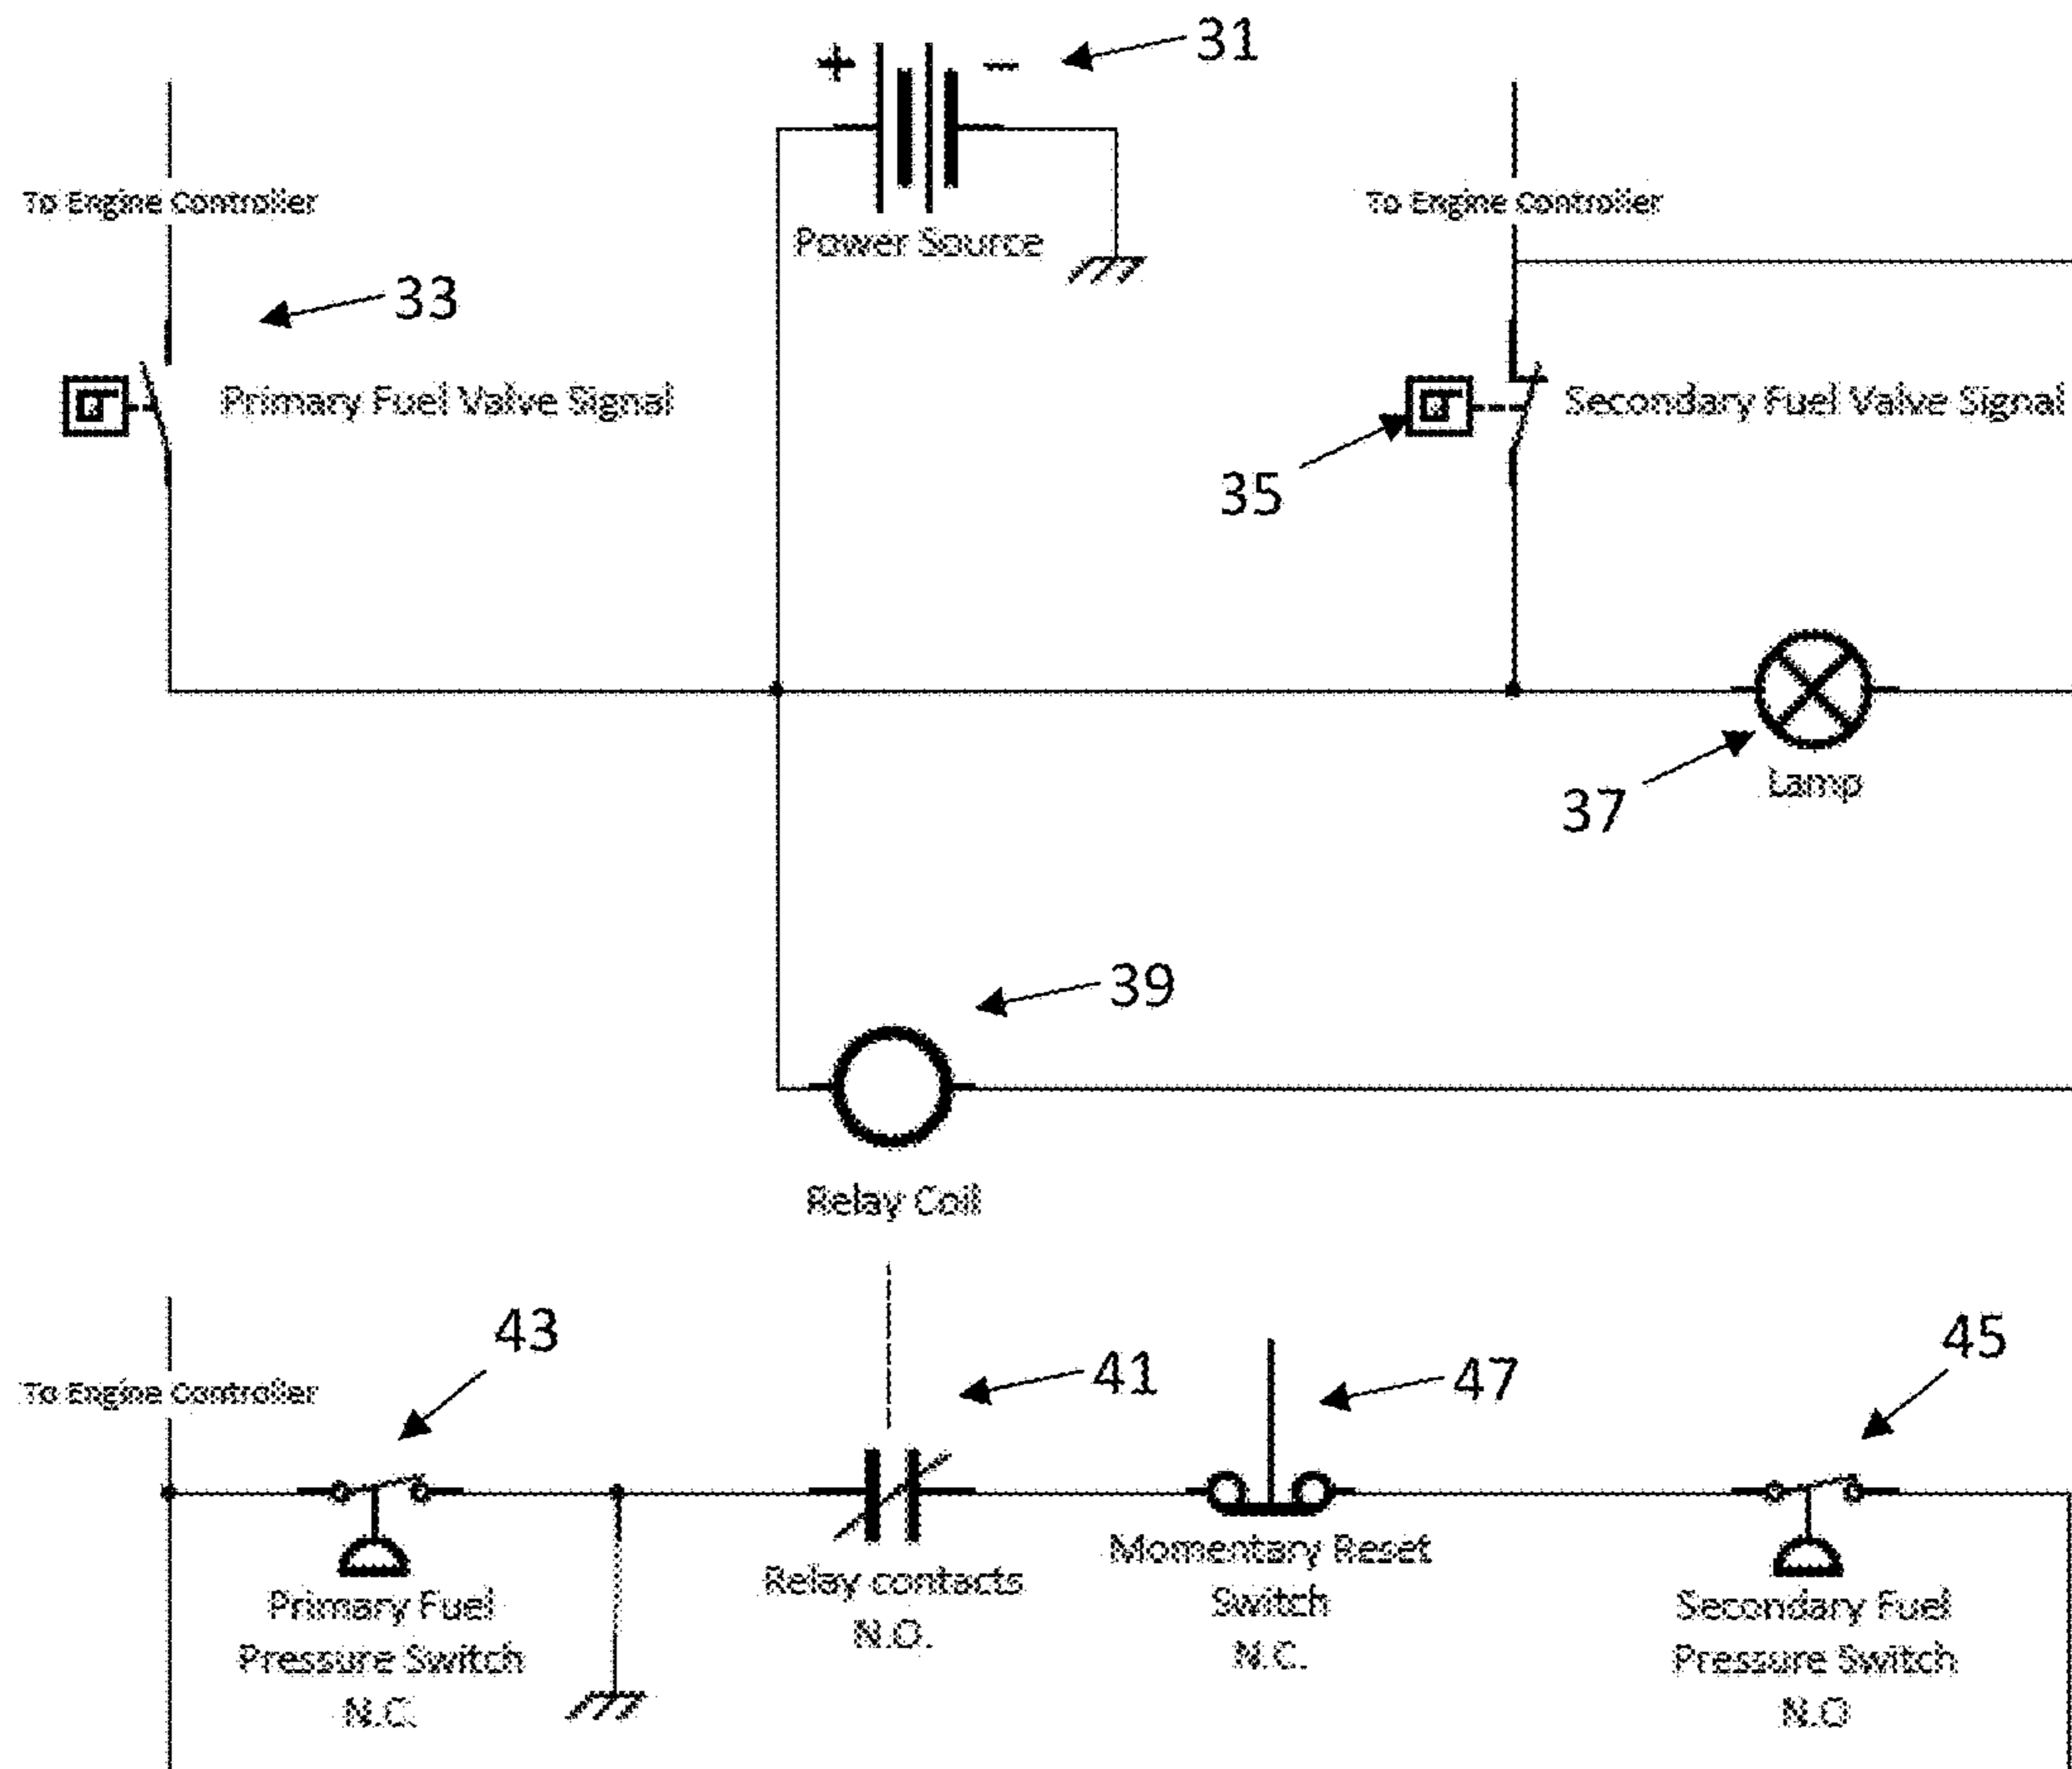 31
+ −
To Engine Controller
To Engine Controller
Power Source
33
Primary Fuel Valve Signal
Secondary Fuel Valve Signal
35
37
Lamp
39
Relay Coil
43
41
47
45
To Engine Controller
Primary Fuel
Pressure Switch
N.C.
Relay contacts
N.O.
Momentary Reset
Switch
N.C.
Secondary Fuel
Pressure Switch
N.O